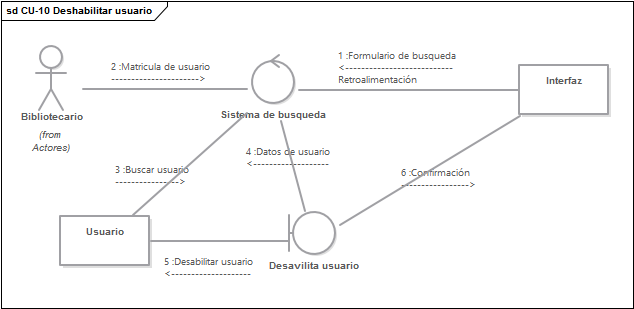 sd CU-10 Deshabilitar usuario
1 :Formulario de busqueda
Retroalimentación
2 :Matricula de usuario
Interfaz
Bibliotecario
(from
Actores)
Sistema de busqueda
4 :Datos de usuario
3 :Buscar usuario
6 :Confirmación
Usuario
5 :Desabilitar usuario
Desavilita usuario